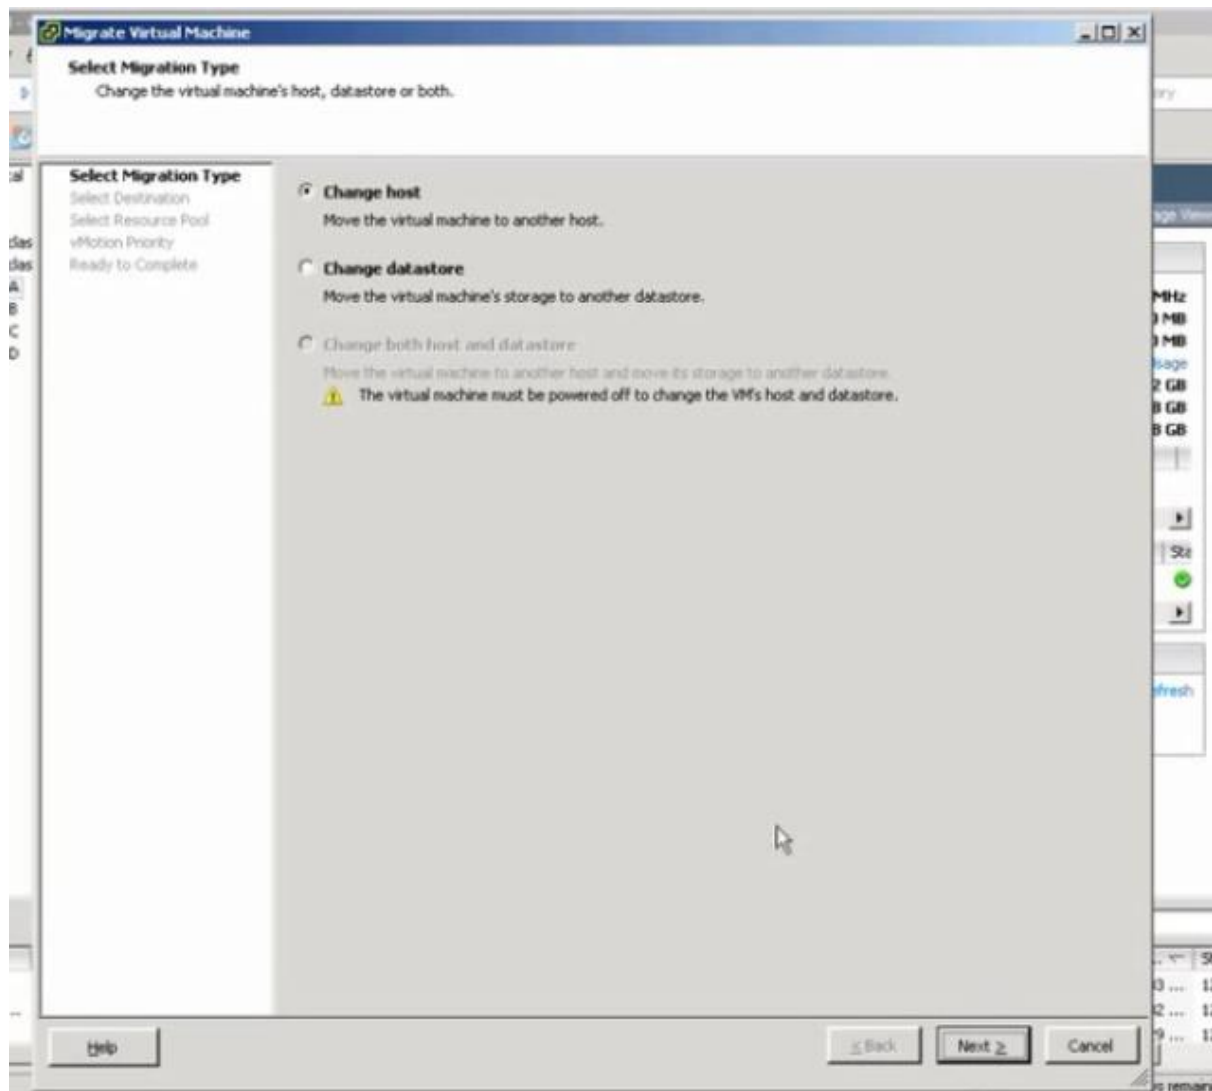 Migrate Virtual Machine
Select Migration Type
Change the virtual machine's host, datastore or both.
Select Migration Type
Select Destination
Select Resource Pool
vMotion Priority
Ready to Complete
Change host
Move the virtual machine to another host.
Change datastore
Move the virtual machine's storage to another datastore.
Change both host and datastore
Move the virtual machine to another host and move its storage to another datastore.
The virtual machine must be powered off to change the VM's host and datastore.
Help
< Back
Next >
Cancel
A
B
C
D
MHz
MB
MB
2 GB
8 GB
8 GB